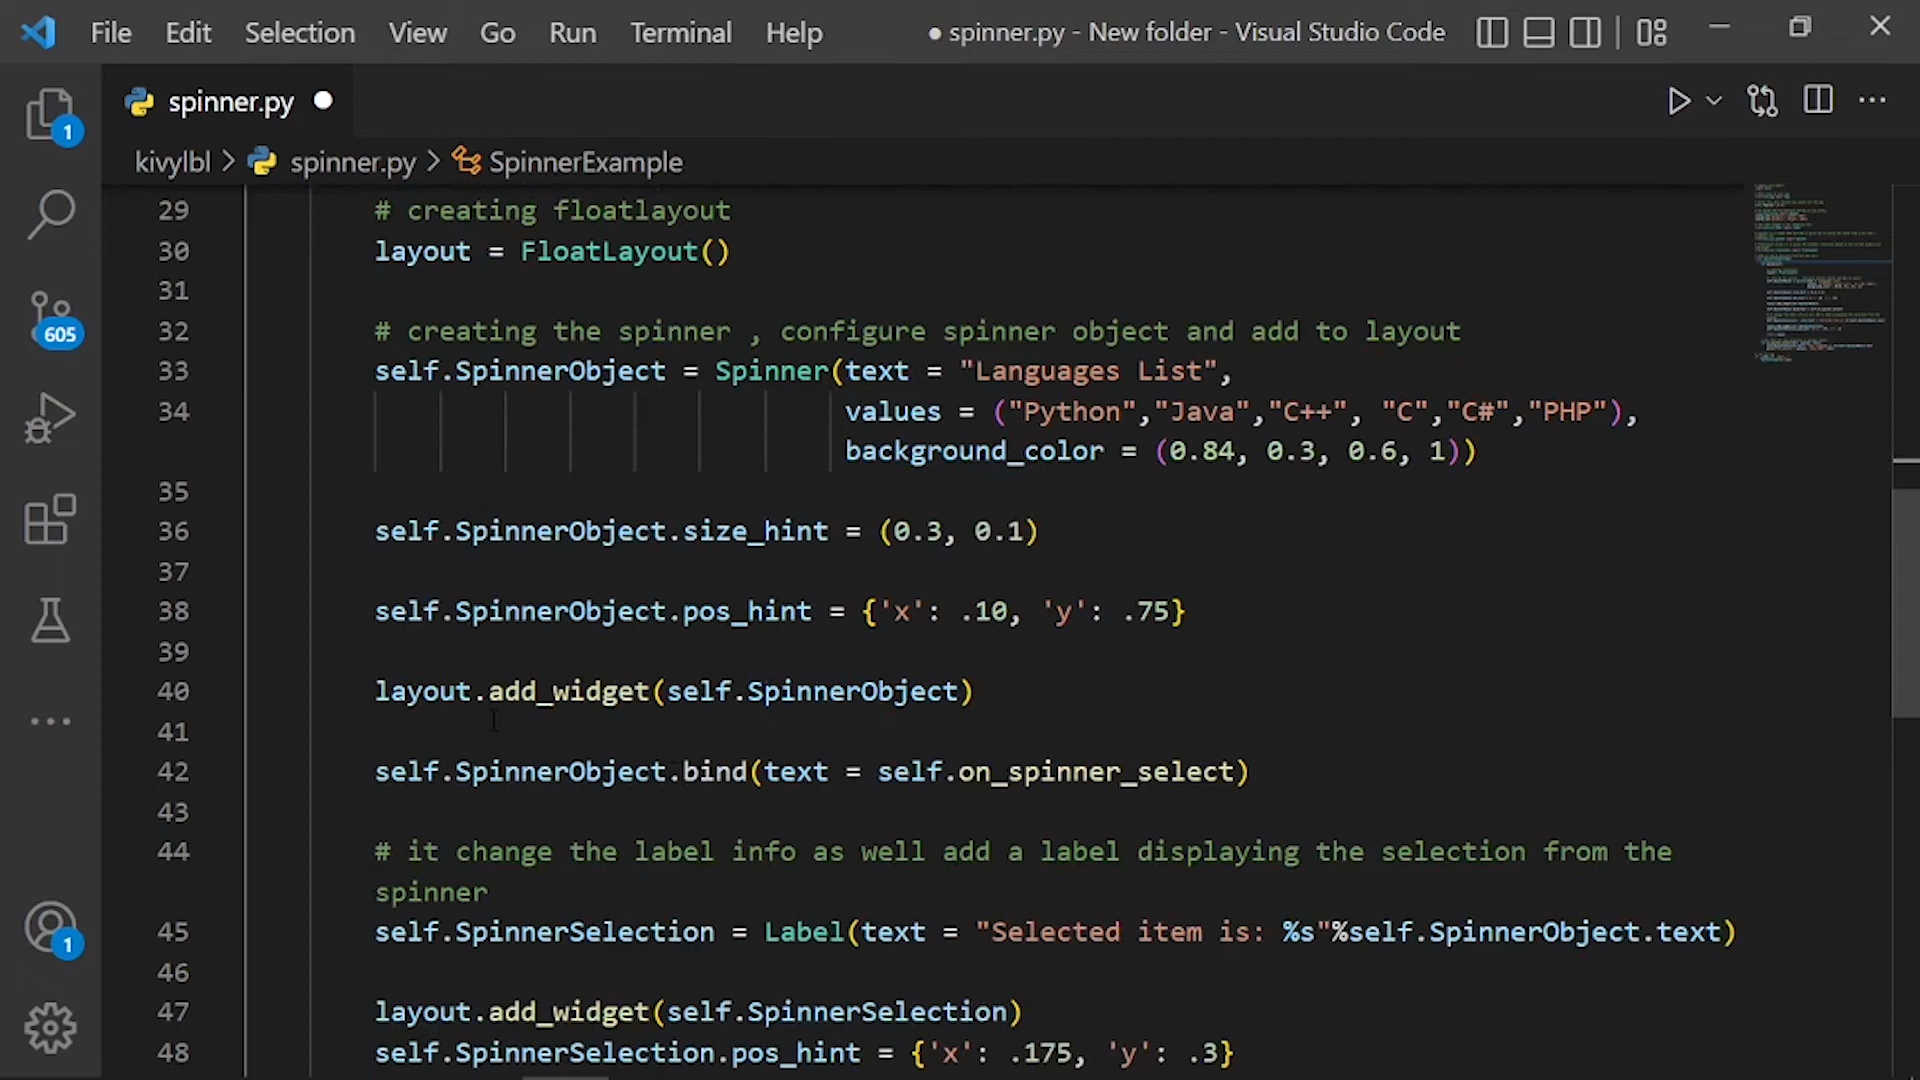 File Edit Selection View Go Run Terminal Help ● spinner.py - New folder - Visual Studio Code
spinner.py ●
1
kivylbl > spinner.py > SpinnerExample
29 # creating floatlayout
30 layout = FloatLayout()
31
32 # creating the spinner , configure spinner object and add to layout
33 self.SpinnerObject = Spinner(text = "Languages List",
34 values = ("Python","Java","C++", "C","C#","PHP"),
background_color = (0.84, 0.3, 0.6, 1))
605
35
36 self.SpinnerObject.size_hint = (0.3, 0.1)
37
38 self.SpinnerObject.pos_hint = {'x': .10, 'y': .75}
39
40 layout.add_widget(self.SpinnerObject)
41
42 self.SpinnerObject.bind(text = self.on_spinner_select)
43
44 # it change the label info as well add a label displaying the selection from the
spinner
45 self.SpinnerSelection = Label(text = "Selected item is: %s"%self.SpinnerObject.text)
1
46
47 layout.add_widget(self.SpinnerSelection)
48 self.SpinnerSelection.pos_hint = {'x': .175, 'y': .3}